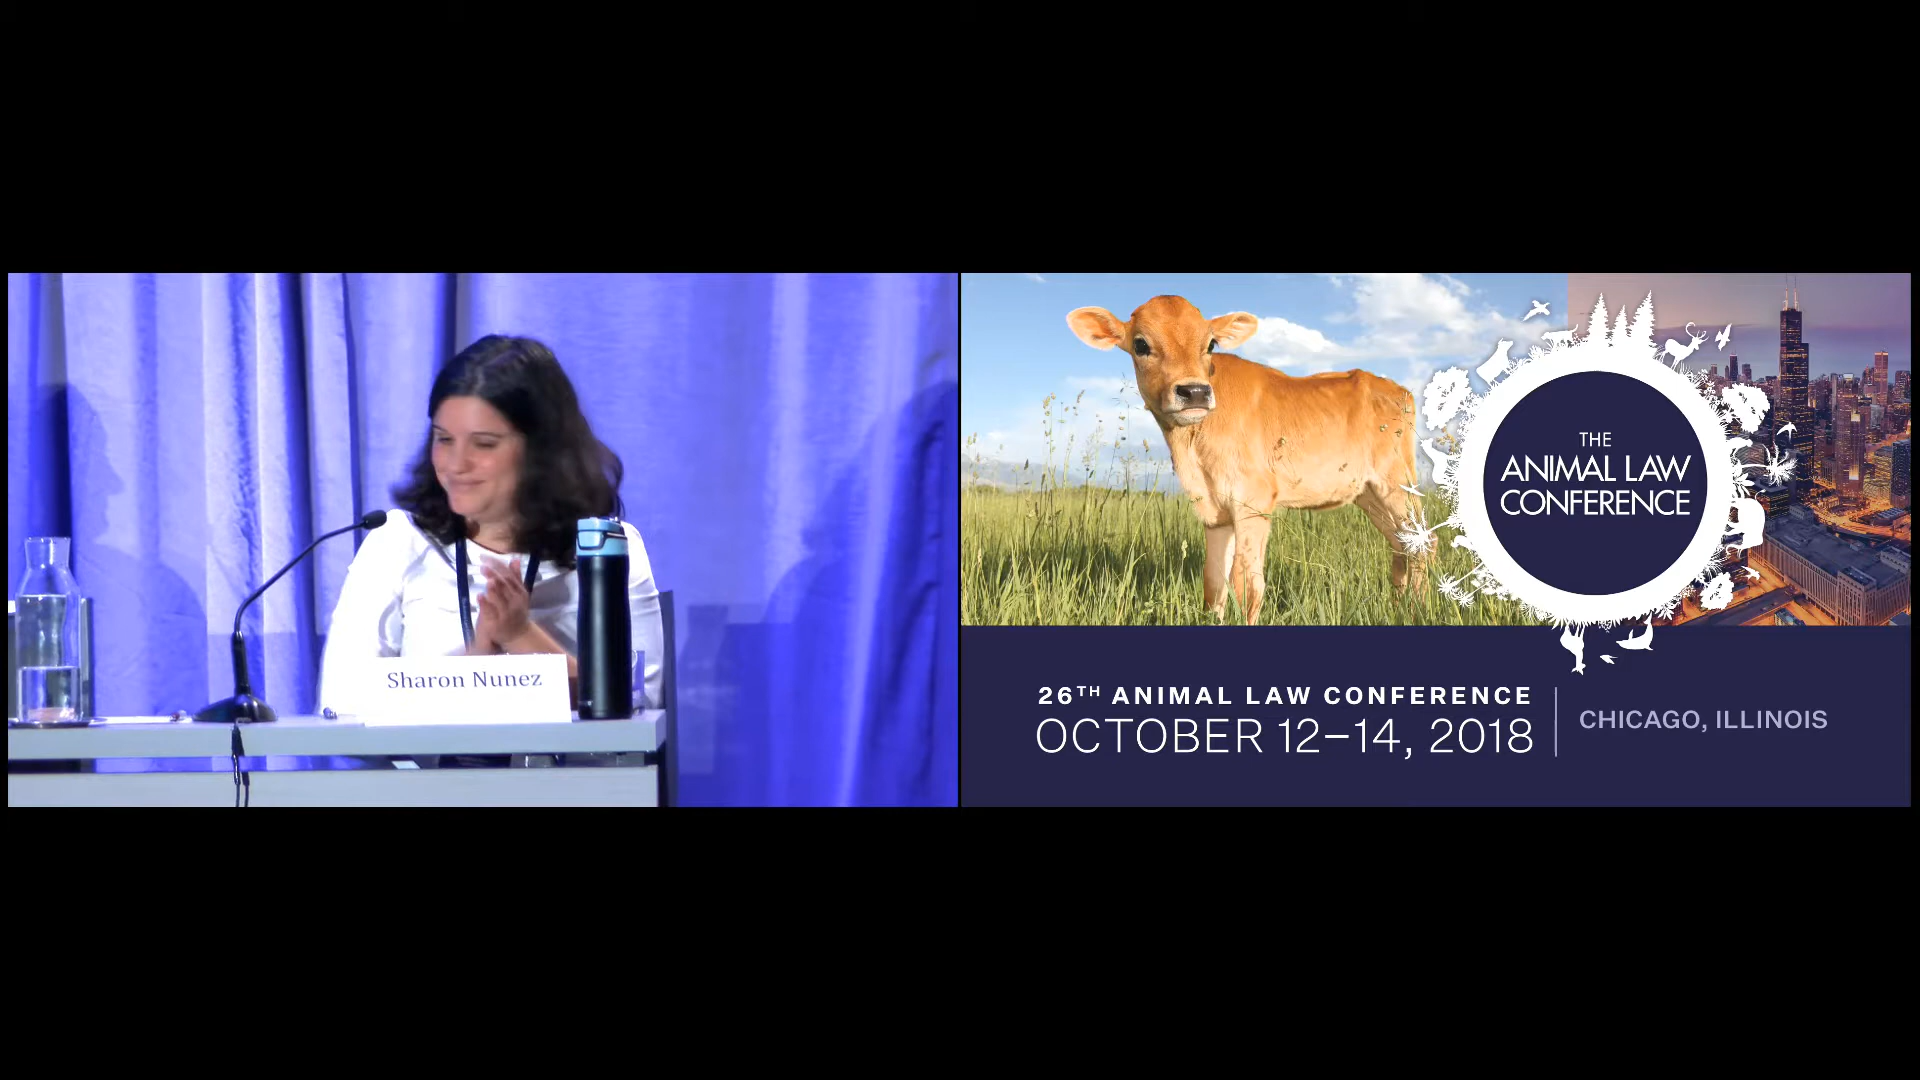 Sharon Nunez
THE
ANIMAL LAW
CONFERENCE
26TH ANIMAL LAW CONFERENCE
OCTOBER 12–14, 2018
CHICAGO, ILLINOIS